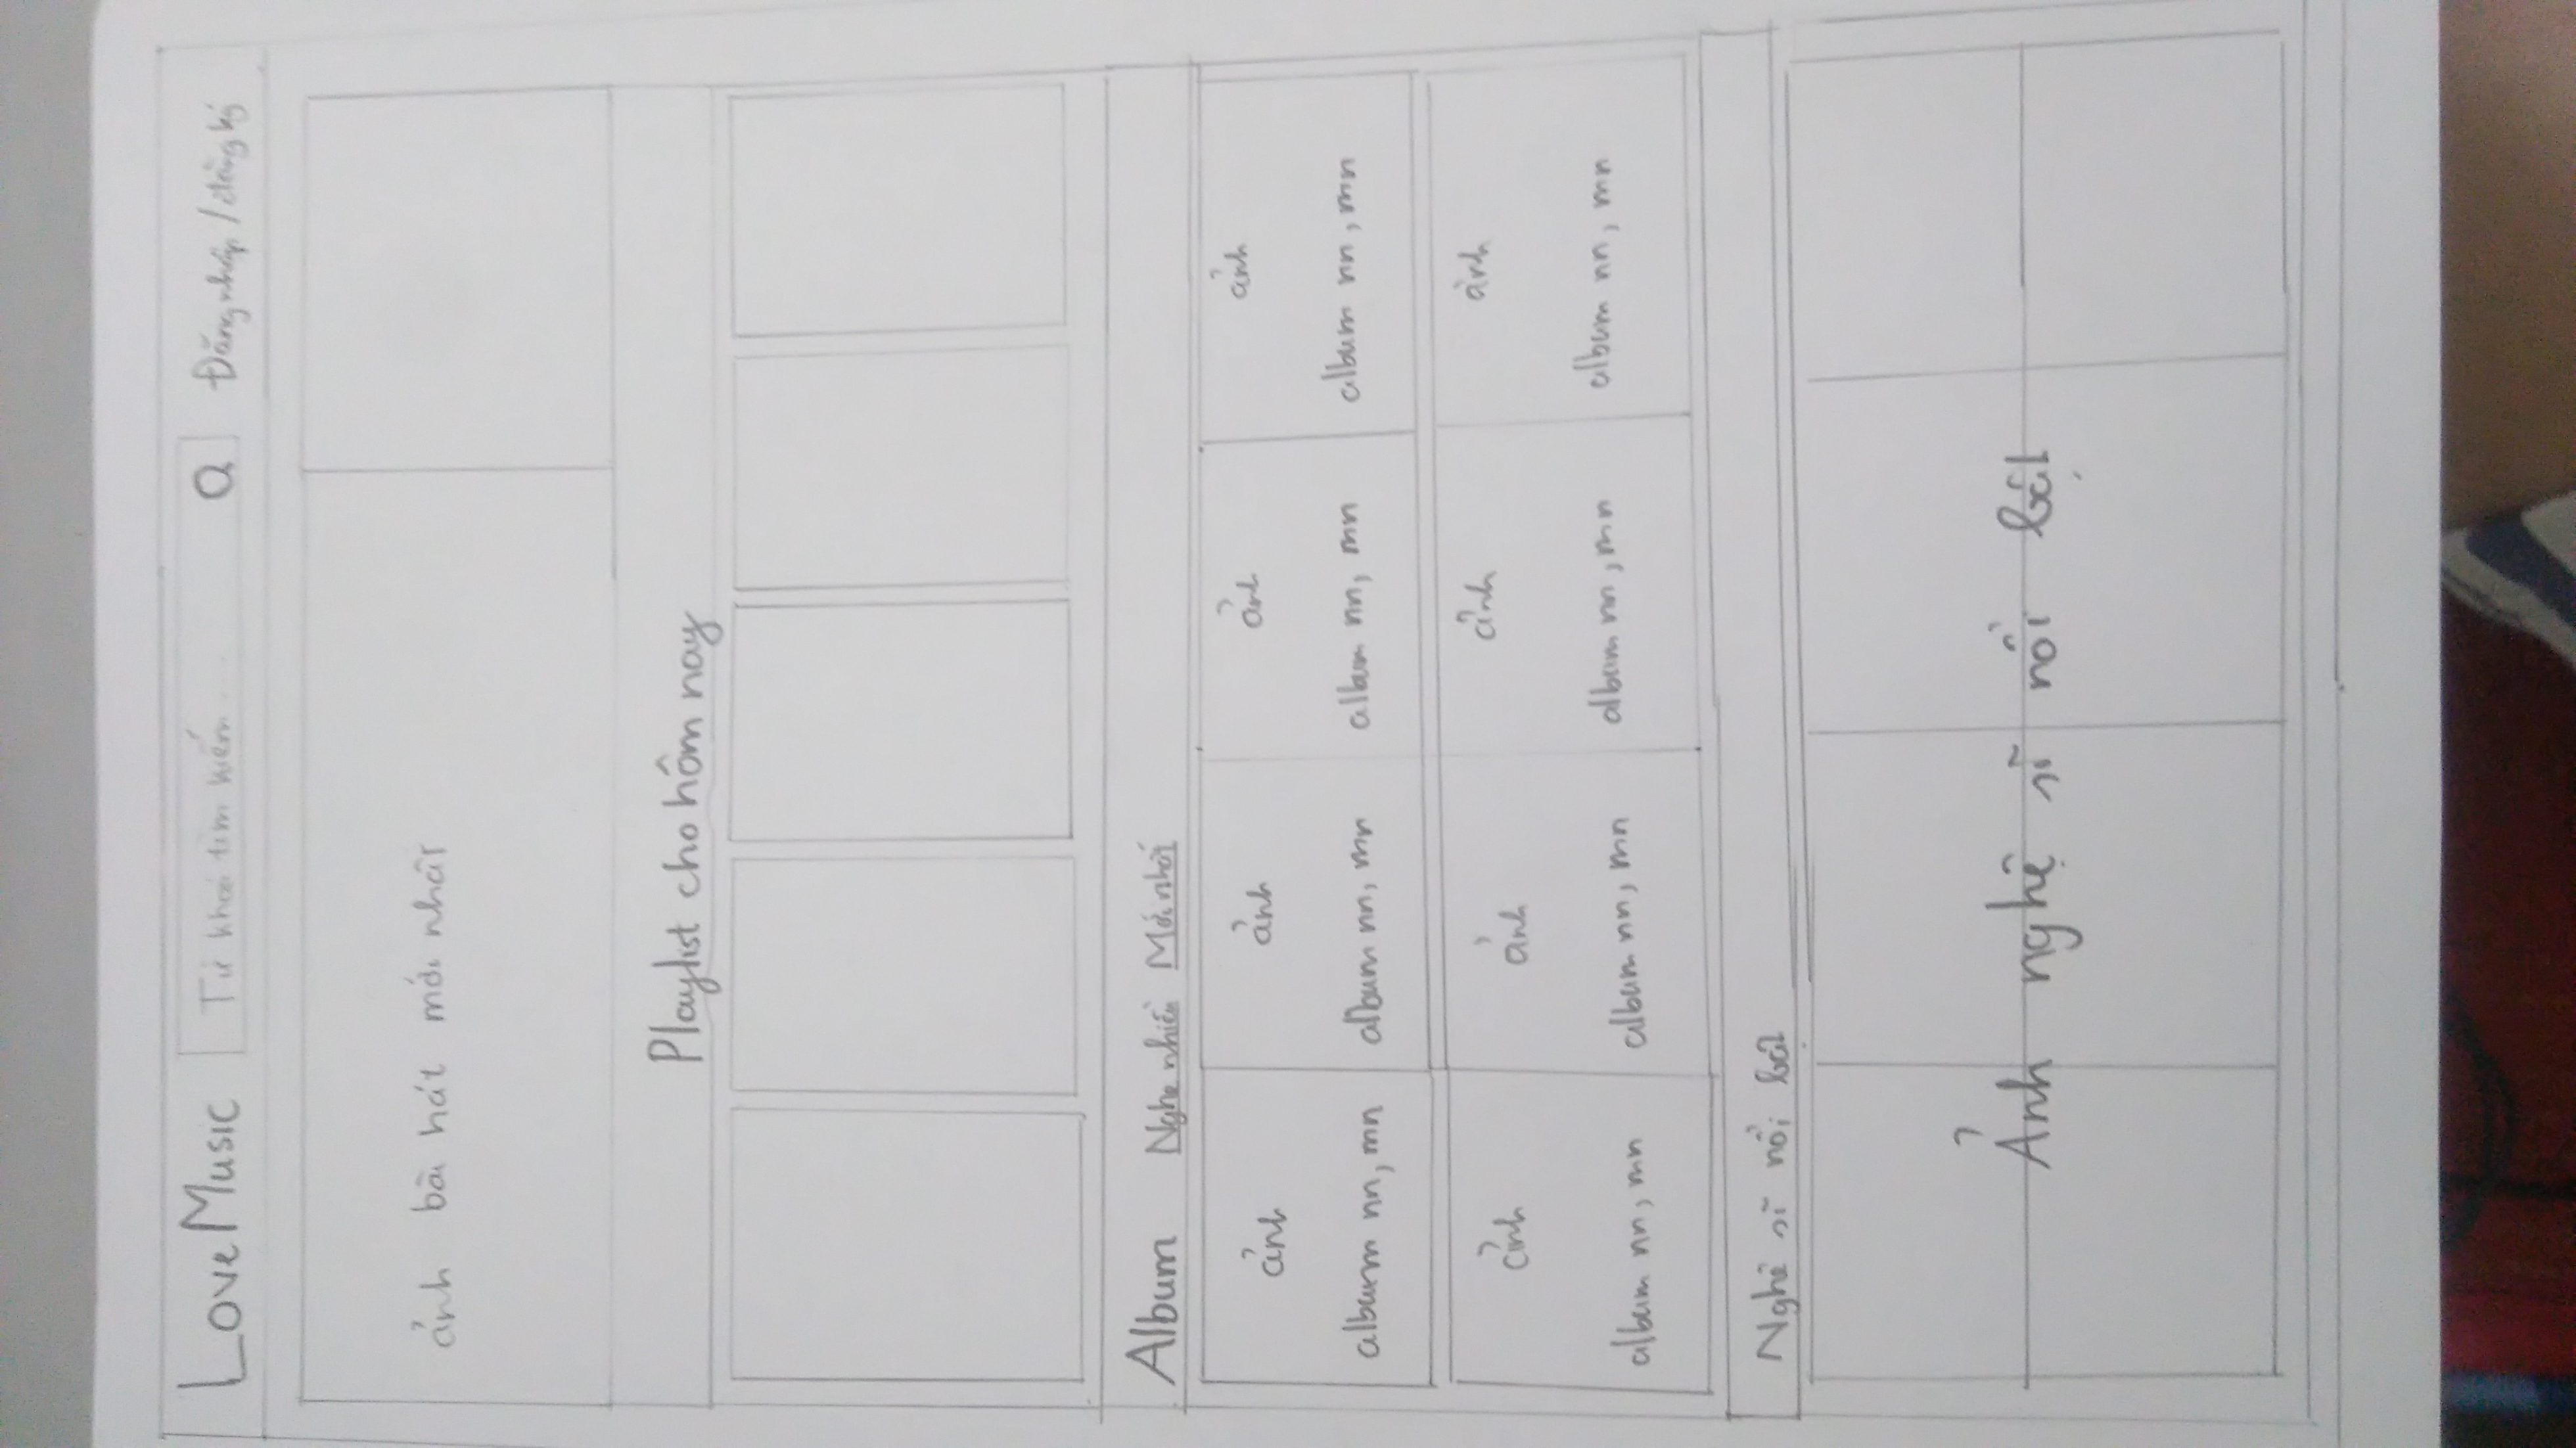 LoveMusic Từ khoá tìm kiếm.... Đăng nhập / đăng ký
ảnh bài hát mới nhất
Playlist cho hôm nay
Album Nghe nhiều Mới nhất
ảnh ảnh ảnh ảnh
album nn, mn album nn, mn album nn, mn album nn, mn
ảnh ảnh ảnh ảnh
album nn, mn album nn, mn album nn, mn album nn, mn
Nghệ sĩ nổi bật
Ảnh nghệ sĩ nổi bật